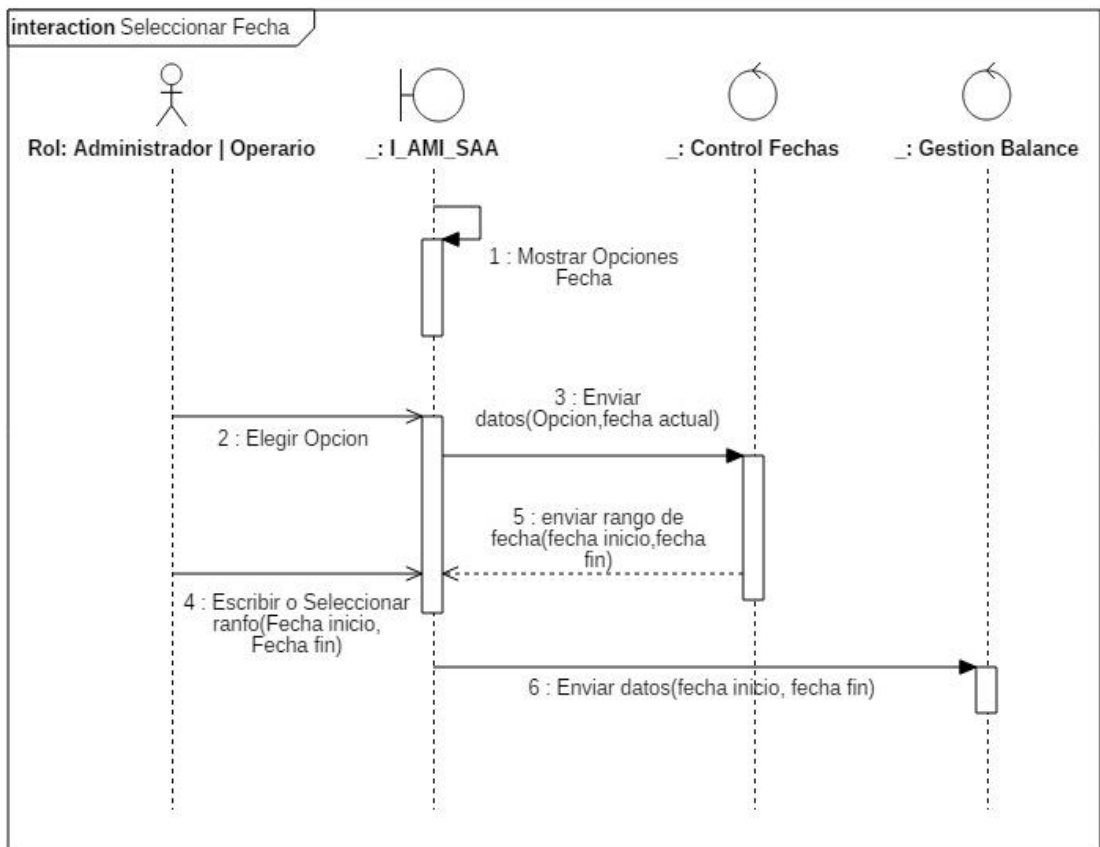 interaction Seleccionar Fecha
Rol: Administrador | Operario
_: I_AMI_SAA
_: Control Fechas
_: Gestion Balance
1 : Mostrar Opciones
Fecha
3 : Enviar
datos(Opcion,fecha actual)
2 : Elegir Opcion
5 : enviar rango de
fecha(fecha inicio,fecha
fin)
4 : Escribir o Seleccionar
ranfo(Fecha inicio,
Fecha fin)
6 : Enviar datos(fecha inicio, fecha fin)